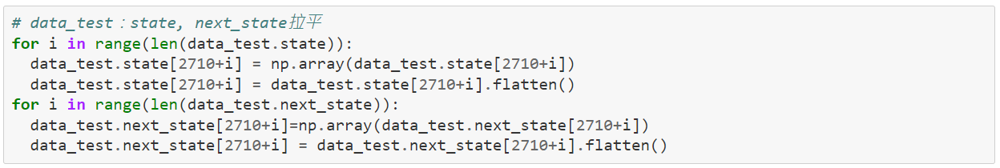 # data_test：state, next_state拉平
for i in range(len(data_test.state)):
  data_test.state[2710+i] = np.array(data_test.state[2710+i])
  data_test.state[2710+i] = data_test.state[2710+i].flatten()
for i in range(len(data_test.next_state)):
  data_test.next_state[2710+i]=np.array(data_test.next_state[2710+i])
  data_test.next_state[2710+i] = data_test.next_state[2710+i].flatten()